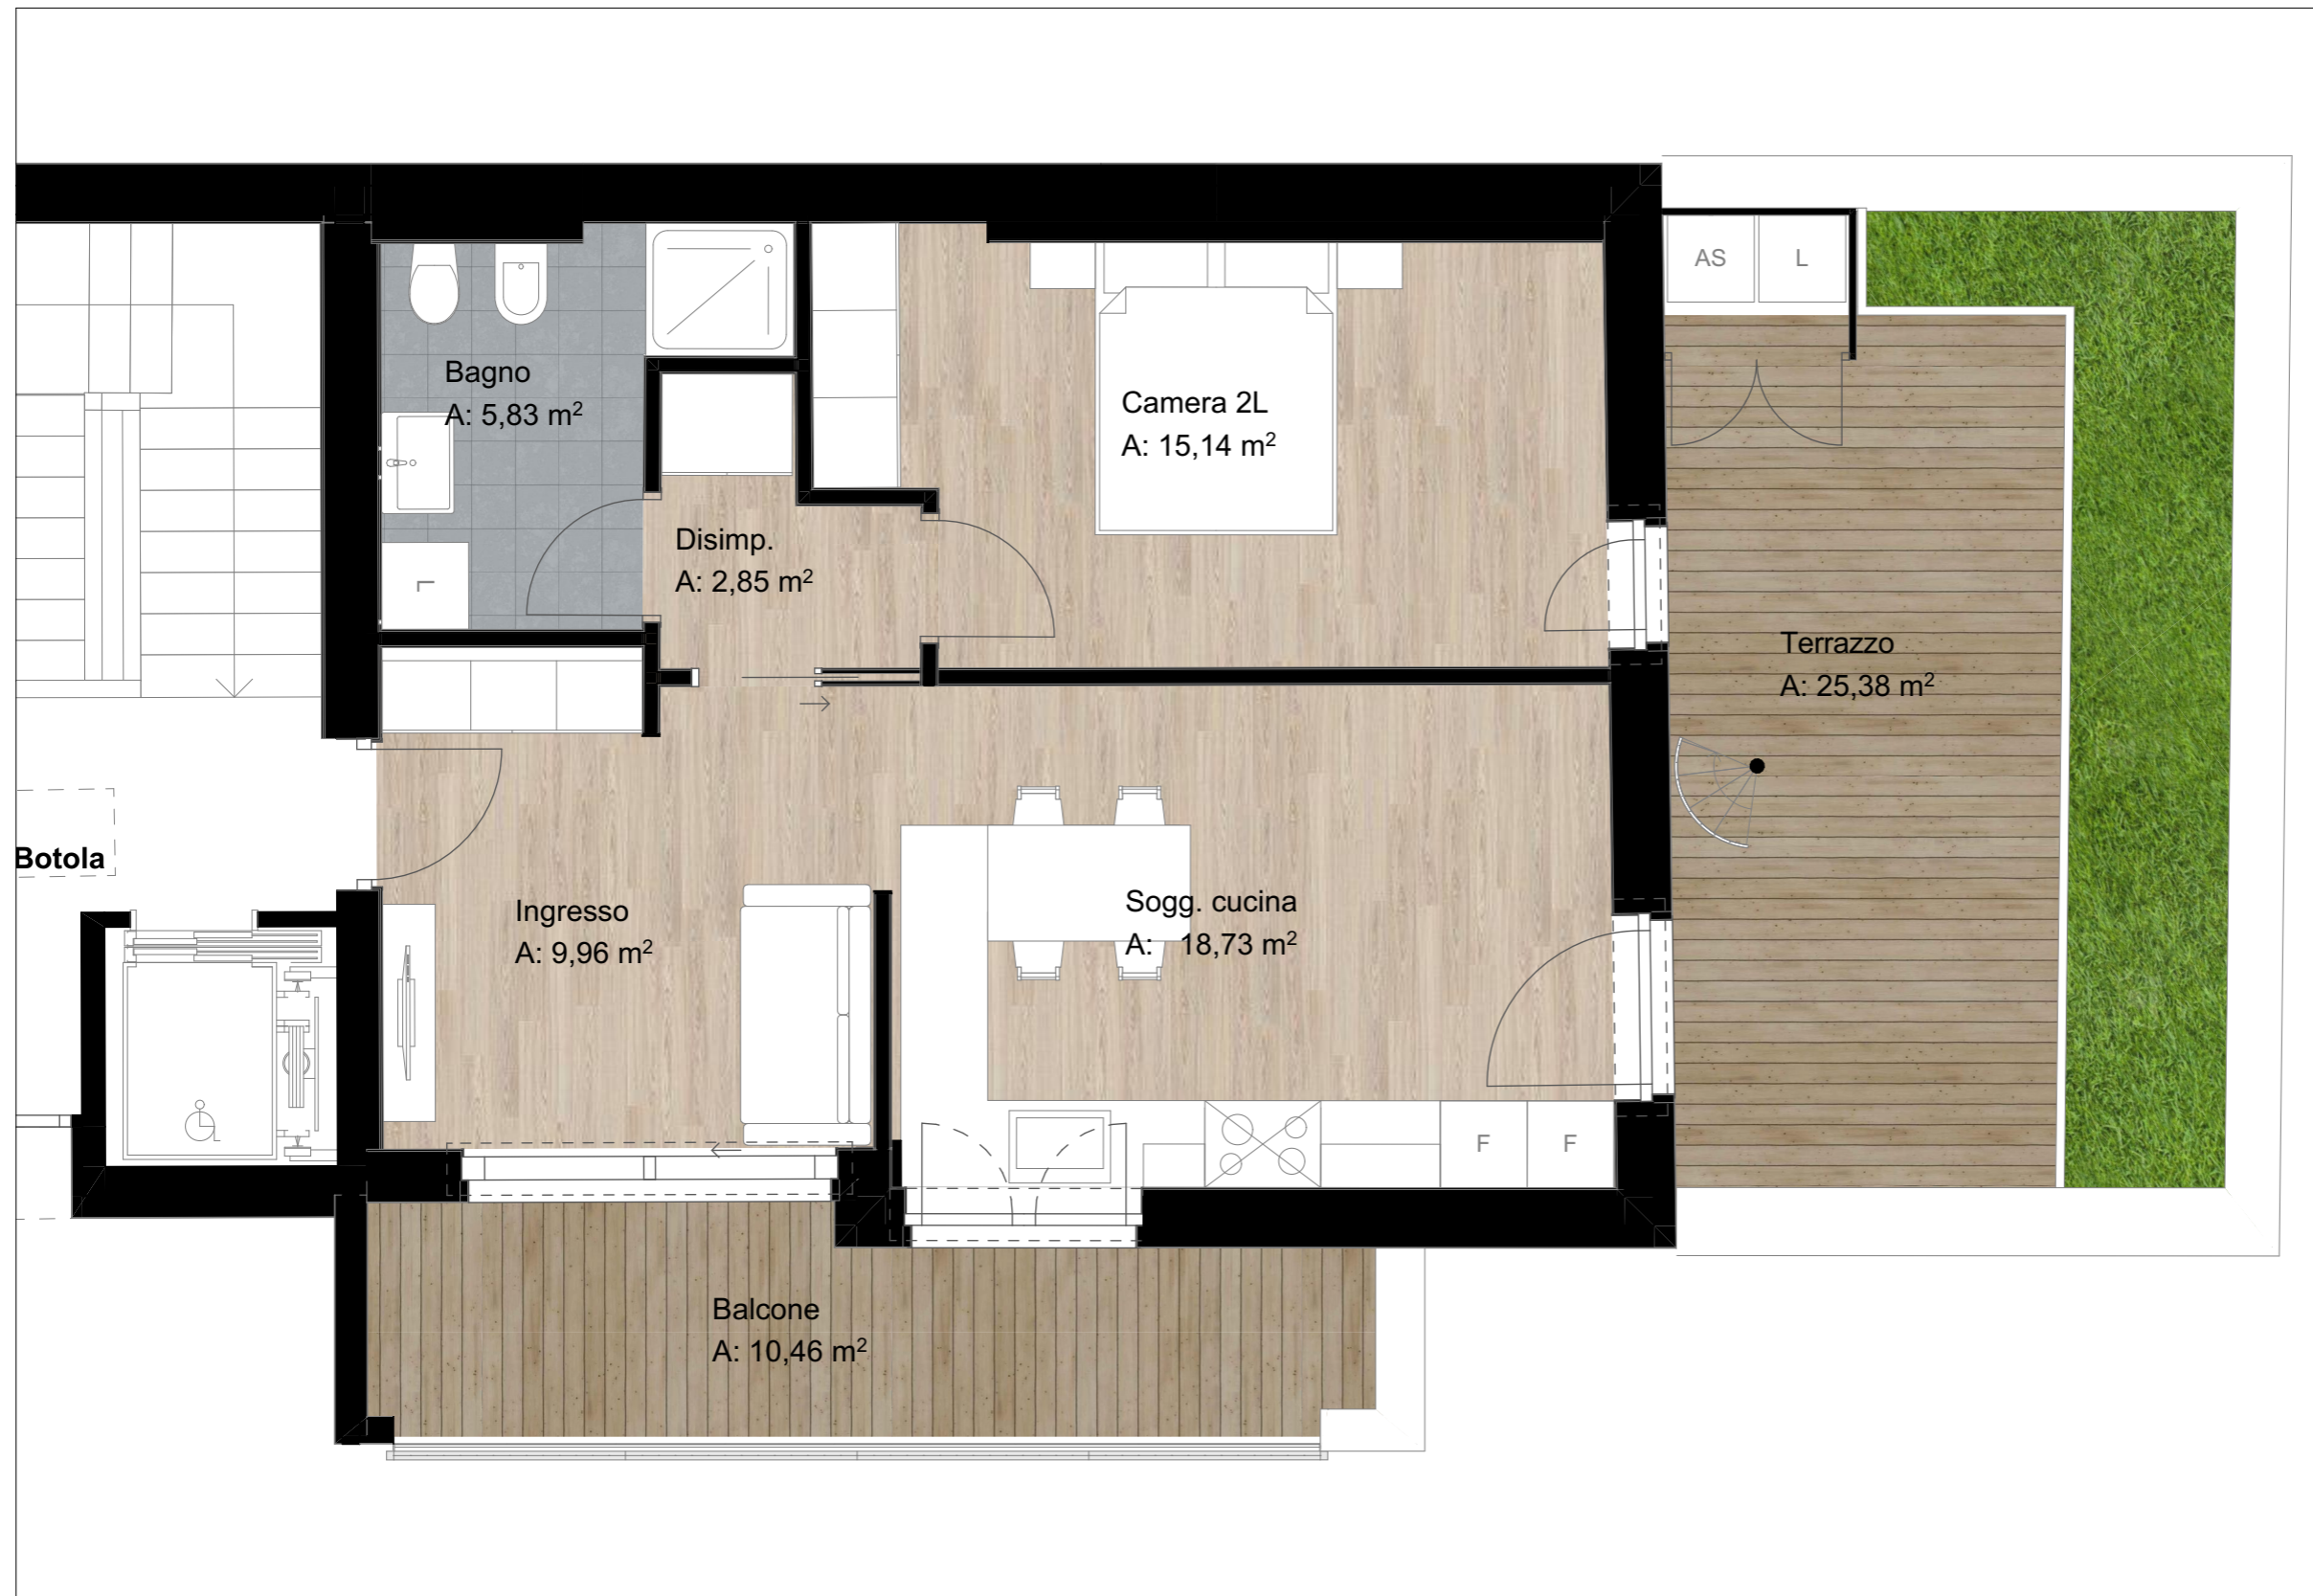 AS
L
Bagno
A: 5,83 m²
Camera 2L
A: 15,14 m²
Disimp.
A: 2,85 m²
L
Terrazzo
A: 25,38 m²
Botola
Ingresso
A: 9,96 m²
Sogg. cucina
A: 18,73 m²
F
F
Balcone
A: 10,46 m²